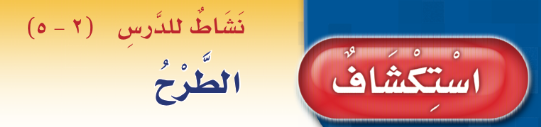 نَشَاطٌ للدَّرسِ (٢ - ٥)
اسْتِكْشَافٌ
الطَّرْحُ